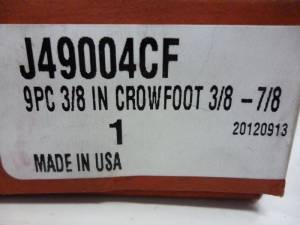 J49004CF
9PC 3/8 IN CROWFOOT 3/8 -7/8
1
20120913
MADE IN USA